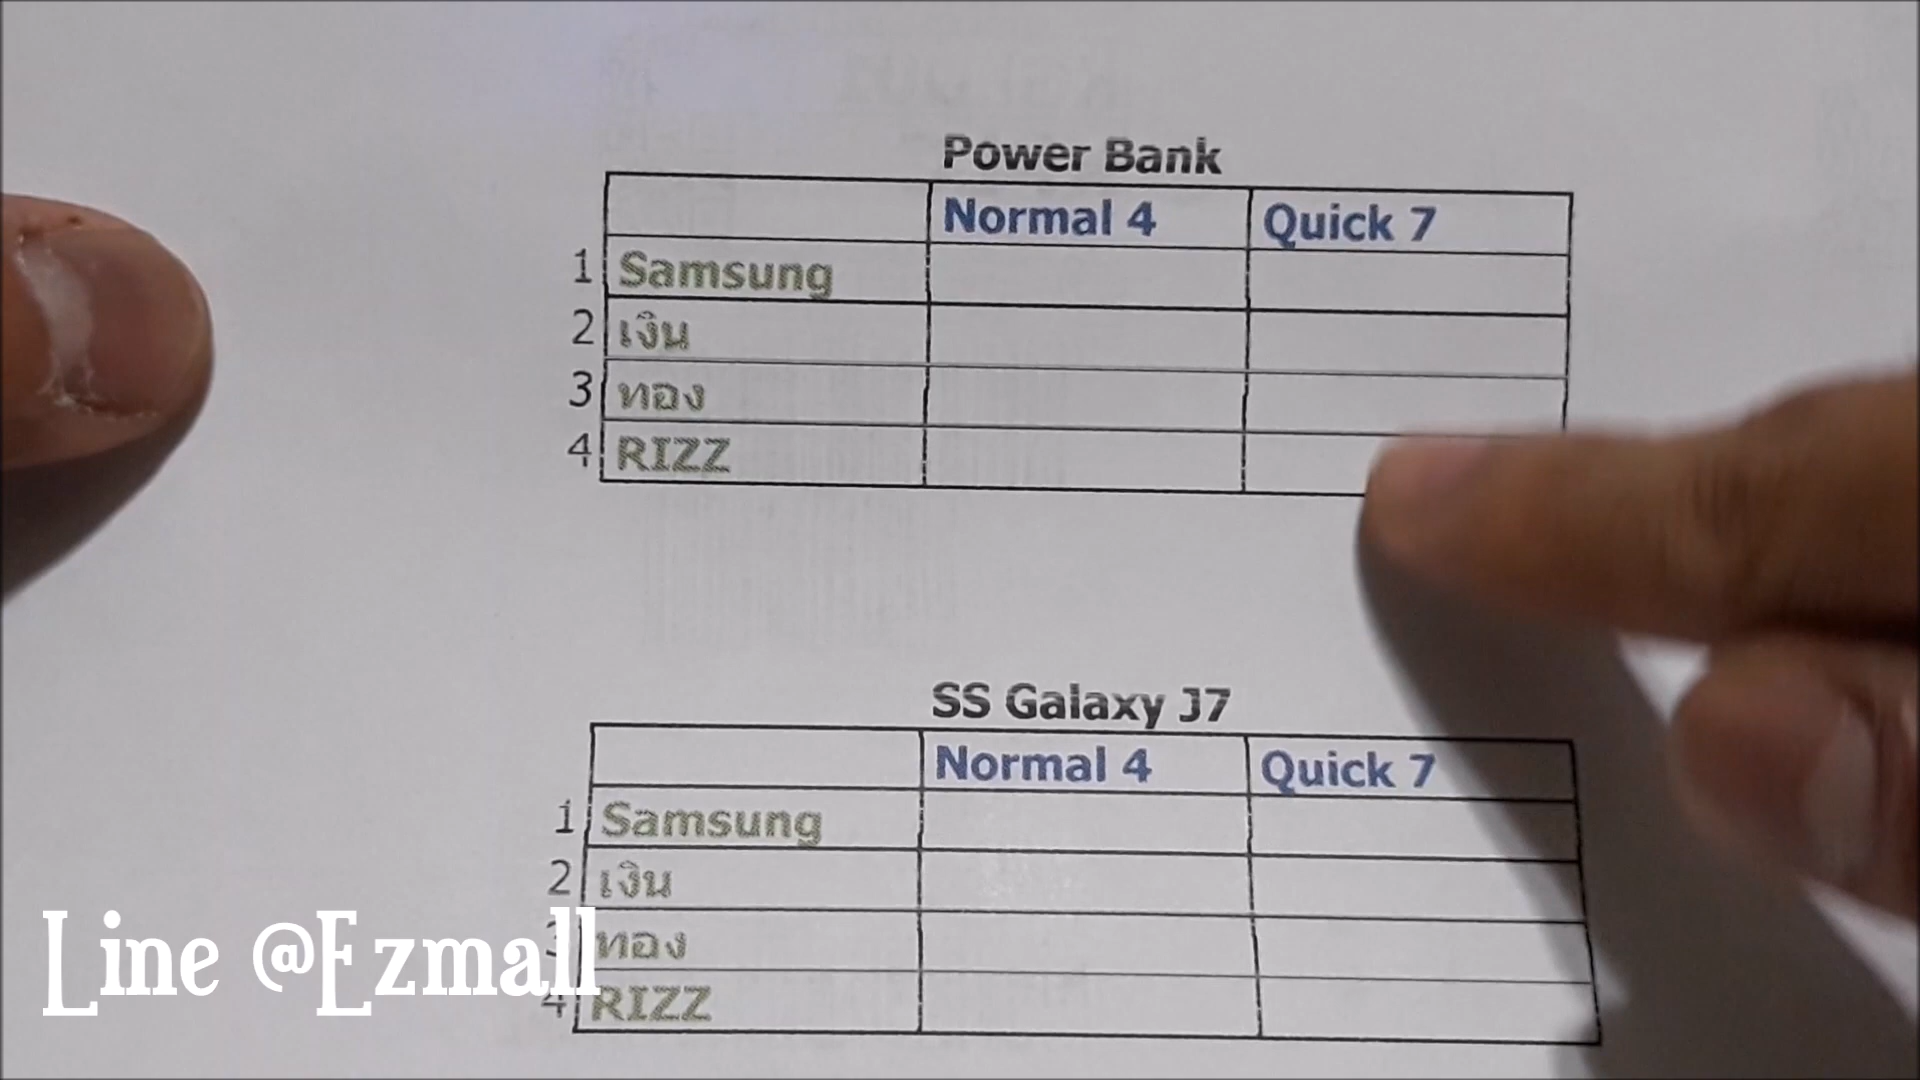 Power Bank
Normal 4 Quick 7
1 Samsung
2 เงิน
3 ทอง
4 RIZZ
SS Galaxy J7
Normal 4 Quick 7
1 Samsung
2 เงิน
3 ทอง
4 RIZZ
Line @Ezmall